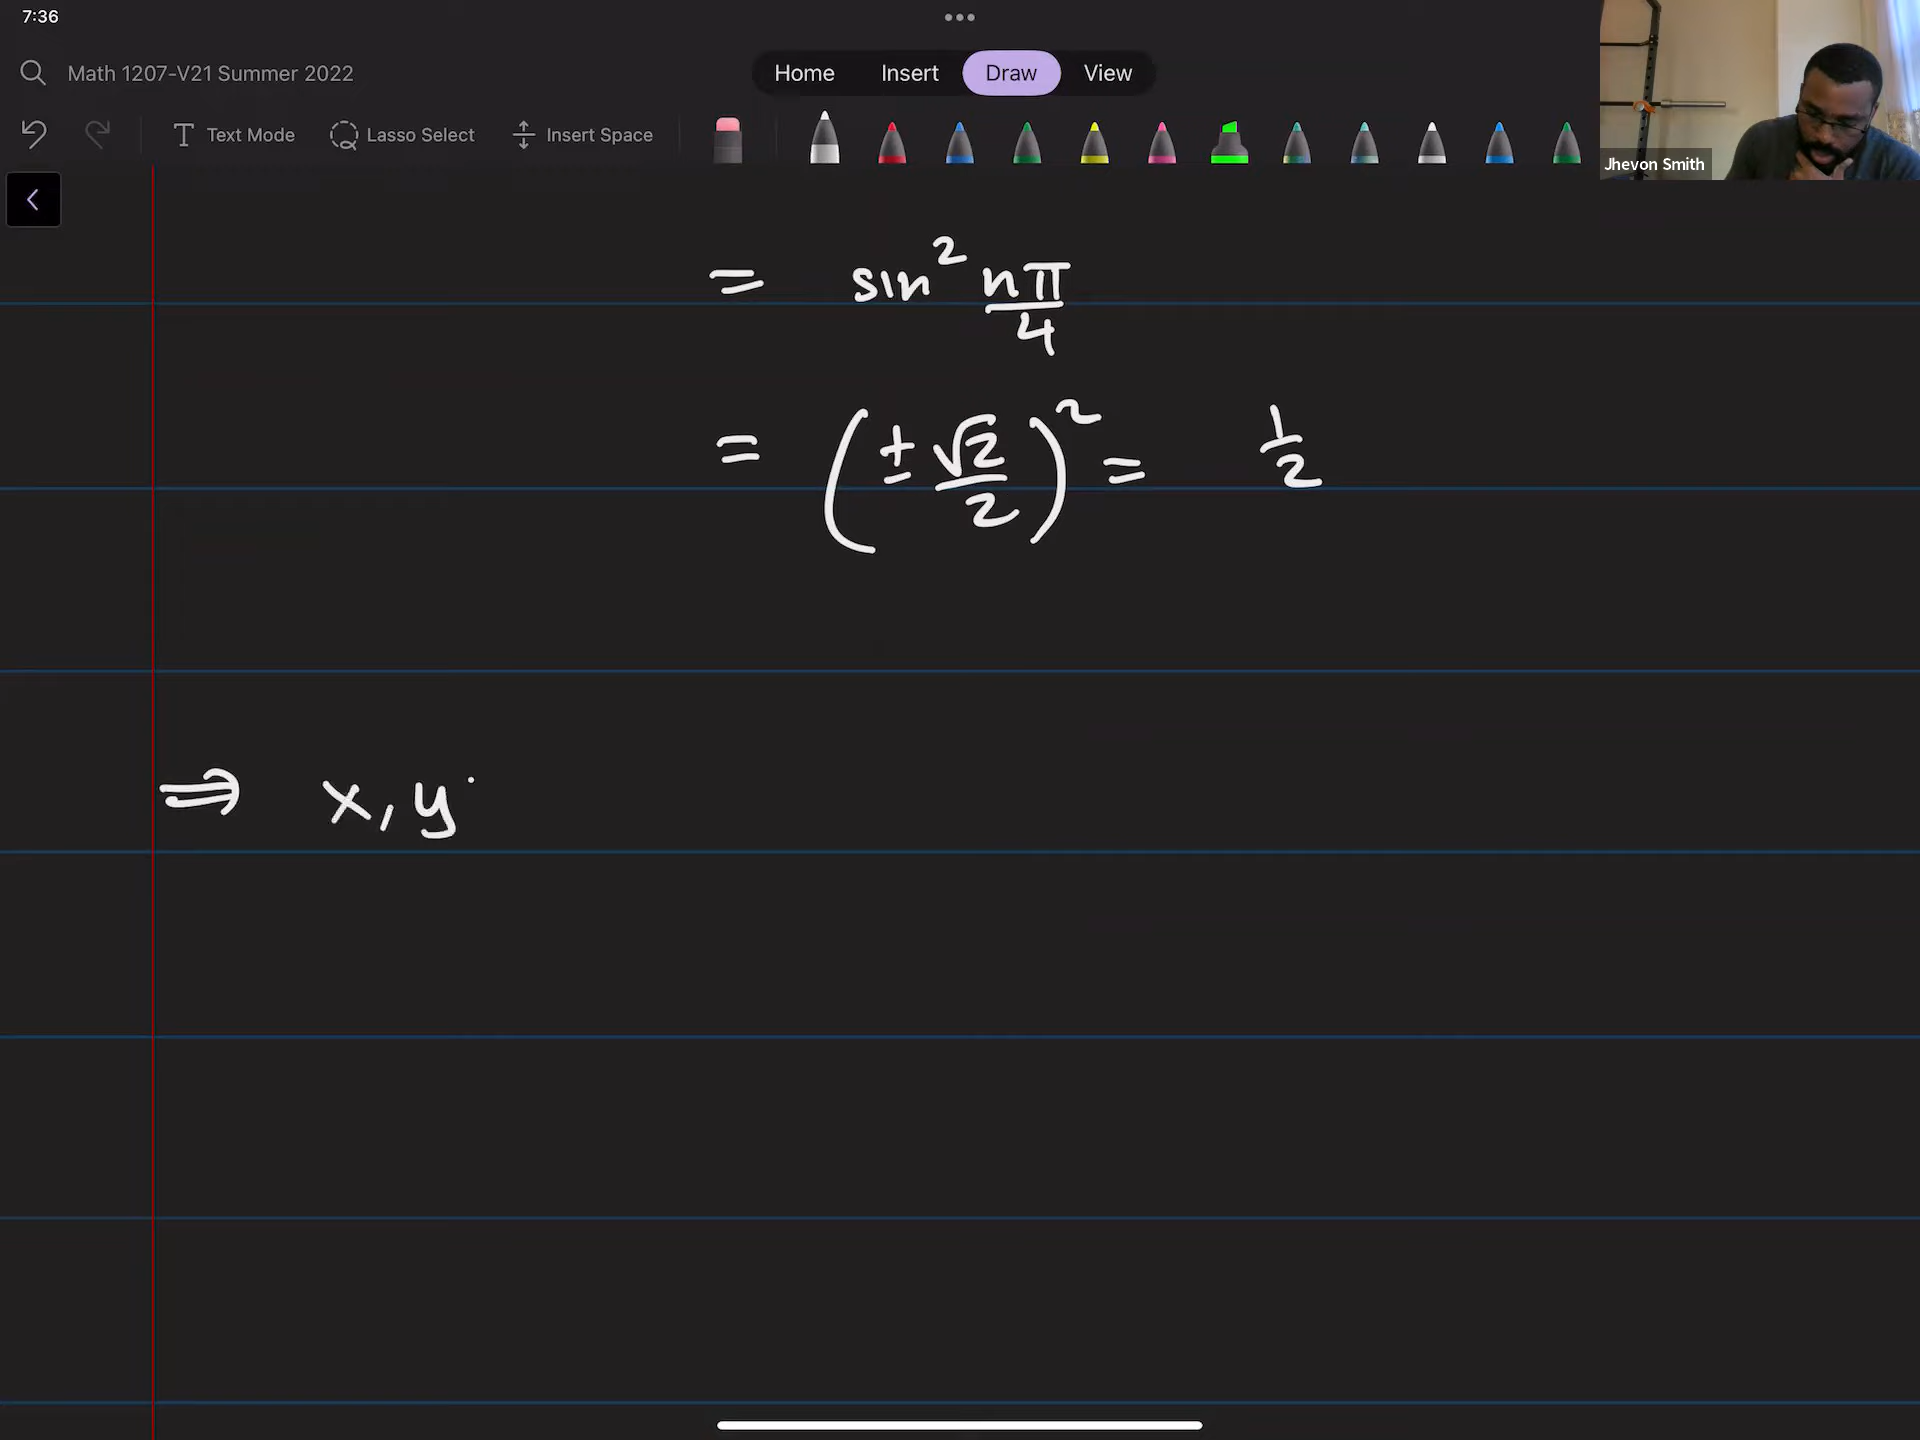 7:36
Math 1207-V21 Summer 2022
Home Insert Draw View
Text Mode Lasso Select Insert Space
Jhevon Smith
= sin² nπ/4
= (± √2/2)² = 1/2
⇒ x, y